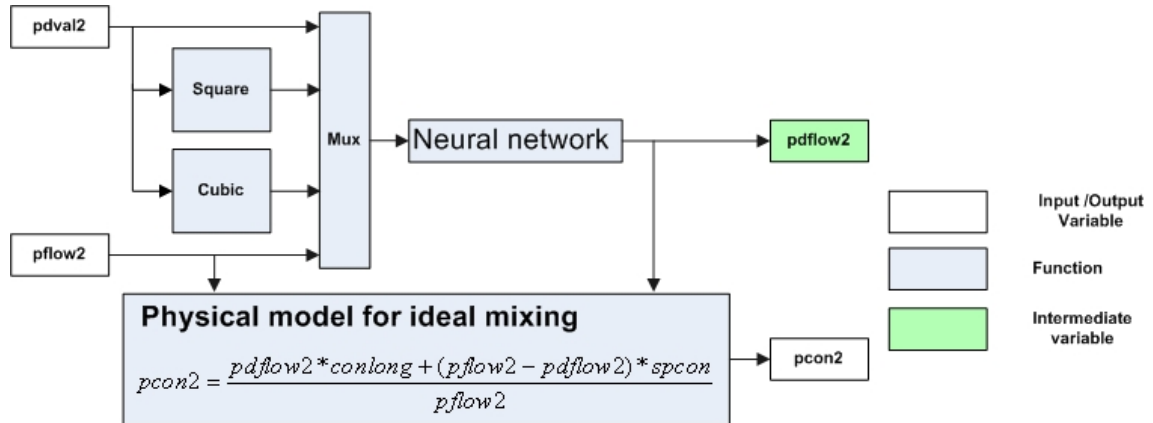 pdval2
Square
Cubic
Mux
Neural network
pdflow2
pflow2
Input /Output
Variable
Function
Intermediate
variable
Physical model for ideal mixing
pcon2 = pdflow2 * conlong + (pflow2 − pdflow2) * spcon
pflow2
pcon2